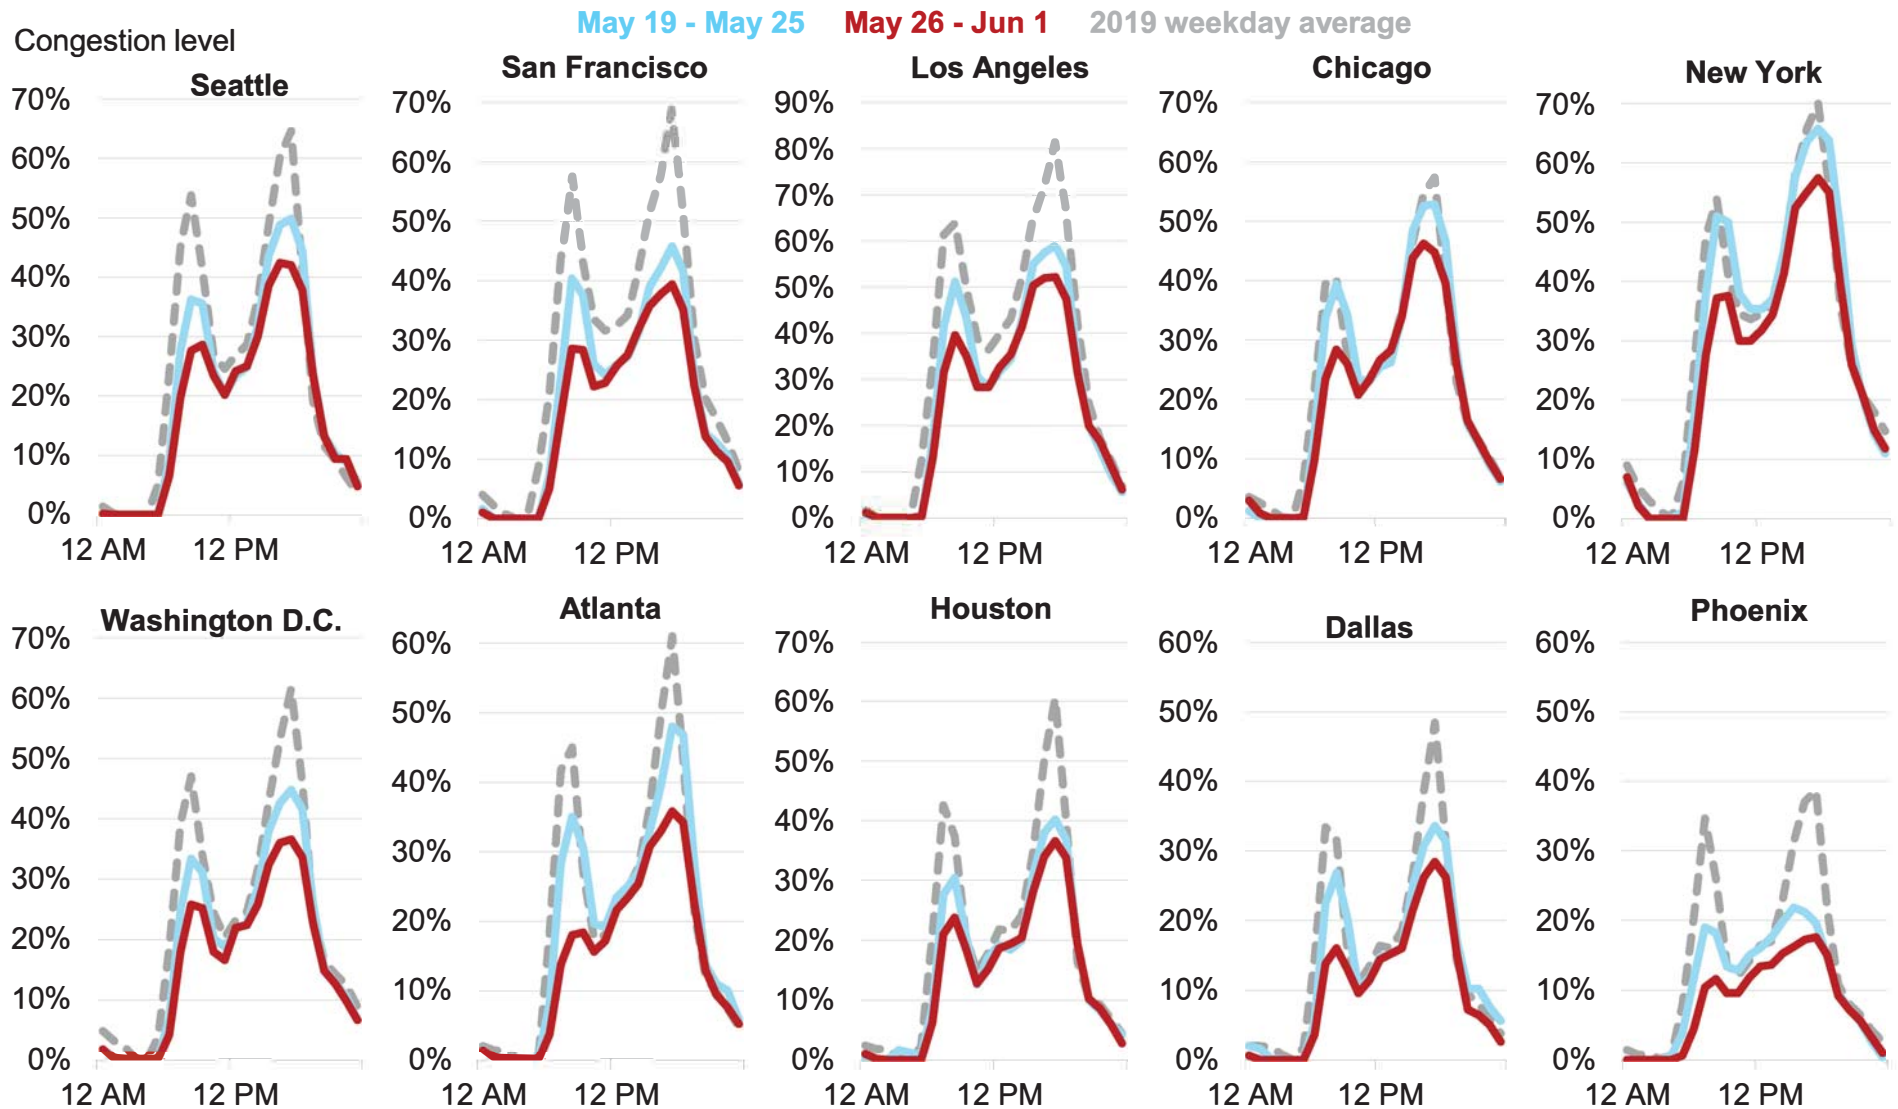 May 19 - May 25 May 26 - Jun 1 2019 weekday average
Congestion level
Seattle San Francisco Los Angeles Chicago New York
70% 70% 90% 70% 70%
80%
60% 60% 70% 60% 60%
50% 50% 60% 50% 50%
40% 40% 50% 40% 40%
30% 30% 40% 30% 30%
20% 20% 30% 20% 20%
20%
10% 10% 10% 10% 10%
0% 0% 0% 0% 0%
12 AM 12 PM 12 AM 12 PM 12 AM 12 PM 12 AM 12 PM 12 AM 12 PM
Washington D.C. Atlanta Houston Dallas Phoenix
70% 60% 70% 60% 60%
60% 50% 60% 50% 50%
50% 40% 50% 40% 40%
40% 30% 40% 30% 30%
30% 20% 30% 20% 20%
20% 10% 20% 10% 10%
10% 10%
0% 0% 0% 0% 0%
12 AM 12 PM 12 AM 12 PM 12 AM 12 PM 12 AM 12 PM 12 AM 12 PM